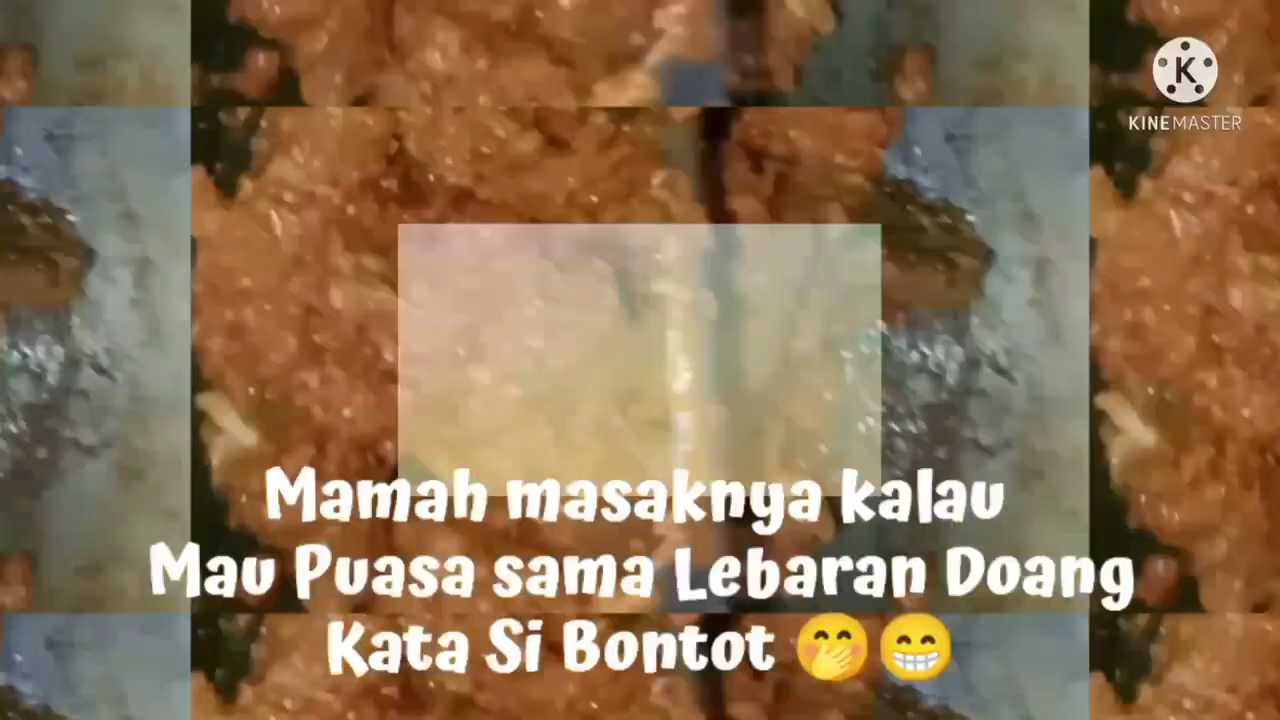 KINEMASTER
Mamah masaknya kalau
Mau Puasa sama Lebaran Doang
Kata Si Bontot 🤭😁